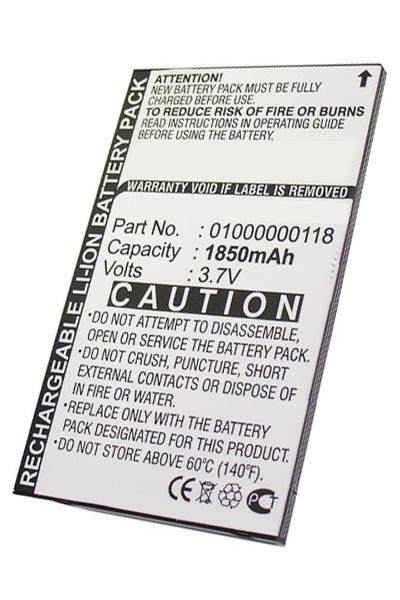 RECHARGEABLE LI-ION BATTERY PACK
ATTENTION!
NEW BATTERY PACK MUST BE FULLY
CHARGED BEFORE FIRST USE.
TO REDUCE RISK OF FIRE OR BURNS
READ INSTRUCTIONS IN OPERATING GUIDE
BEFORE USING BATTERY.
WARRANTY VOID IF LABEL IS REMOVED
Part No. : 01000000118
Capacity : 1850mAh
Volts : 3.7V
CAUTION
•DO NOT ATTEMPT TO DISASSEMBLE,
OPEN OR SERVICE THE BATTERY PACK.
•DO NOT CRUSH, PUNCTURE, SHORT
EXTERNAL CONTACTS OR DISPOSE OF
IN FIRE OR WATER.
•REPLACE ONLY WITH THE BATTERY
PACK DESIGNATED FOR THIS PRODUCT.
•DO NOT STORE ABOVE 60°C (140°F).
CE PCT